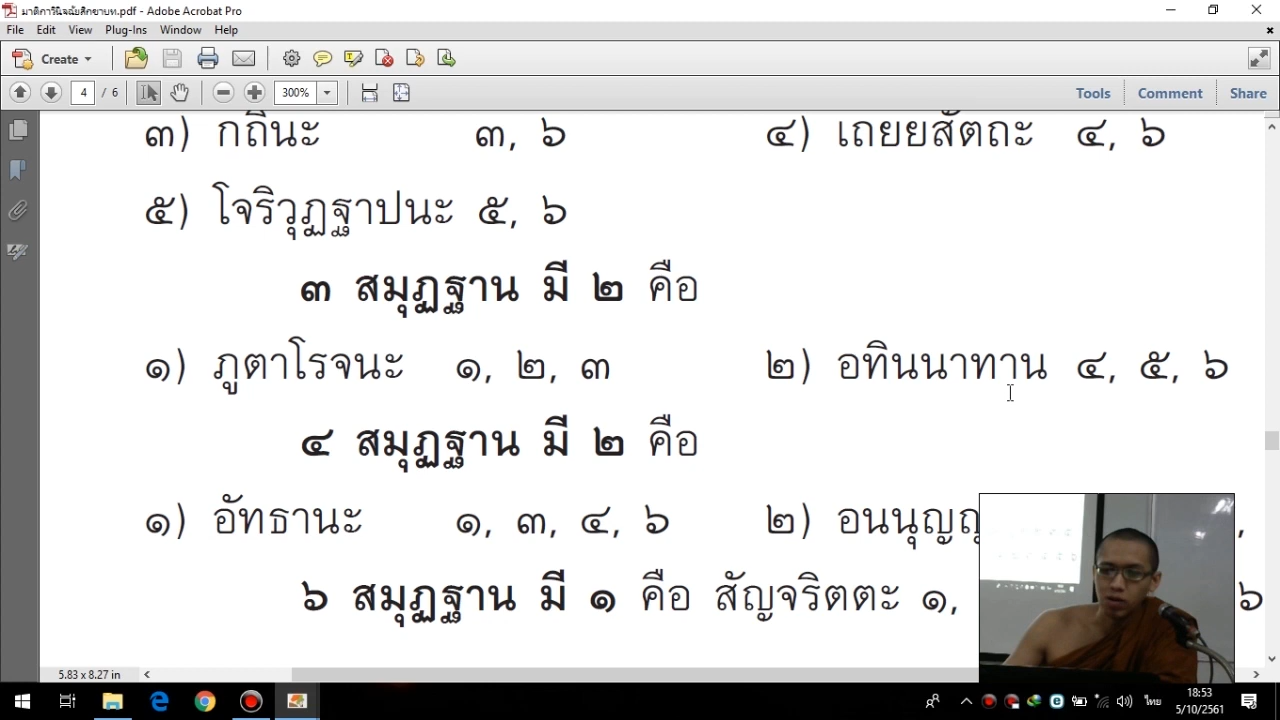 มาติกาวินิจฉัยสิกขาบท.pdf - Adobe Acrobat Pro
File Edit View Plug-Ins Window Help
Create
4 / 6 300% Tools Comment Share
๓) กถินะ ๓, ๖ ๔) เถยยสัตถะ ๔, ๖
๕) โจริวุฏฐาปนะ ๕, ๖
๓ สมุฏฐาน มี ๒ คือ
๑) ภูตาโรจนะ ๑, ๒, ๓ ๒) อทินนาทาน ๔, ๕, ๖
๔ สมุฏฐาน มี ๒ คือ
๑) อัทธานะ ๑, ๓, ๔, ๖ ๒) อนนุญญ ,
๖ สมุฏฐาน มี ๑ คือ สัญจริตตะ ๑, ๖
5.83 x 8.27 in
ไทย 18:53
5/10/2561